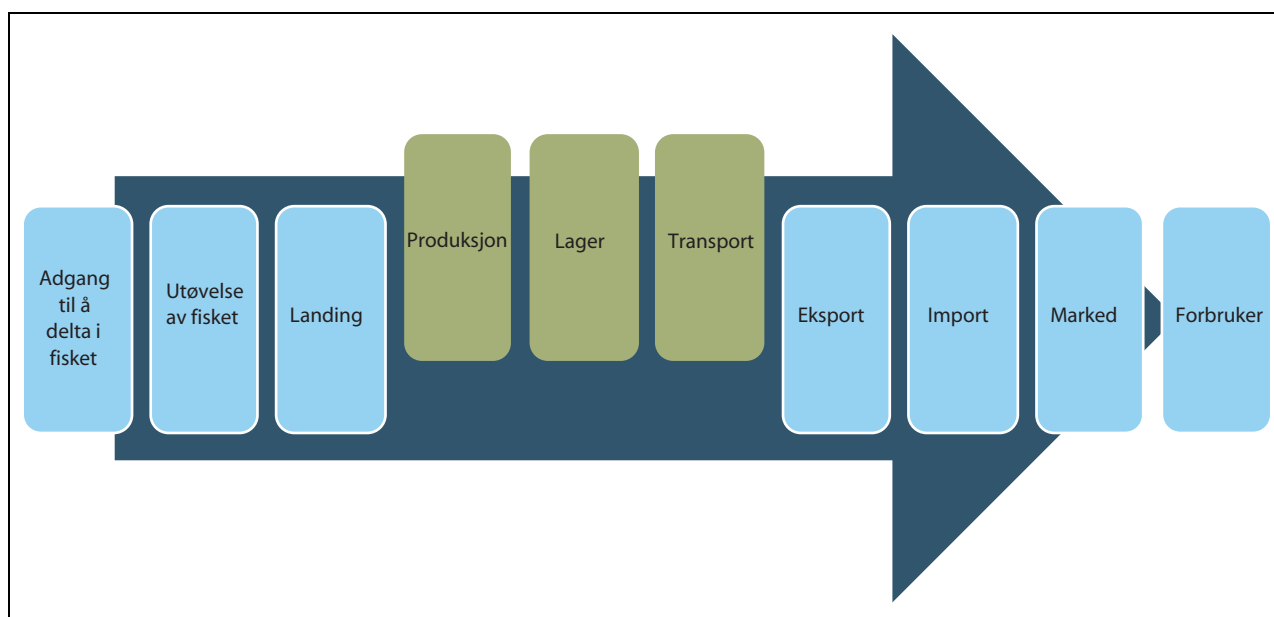 Adgang
til å
delta i
fisket
Utøvelse
av fisket
Landing
Produksjon
Lager
Transport
Eksport
Import
Marked
Forbruker